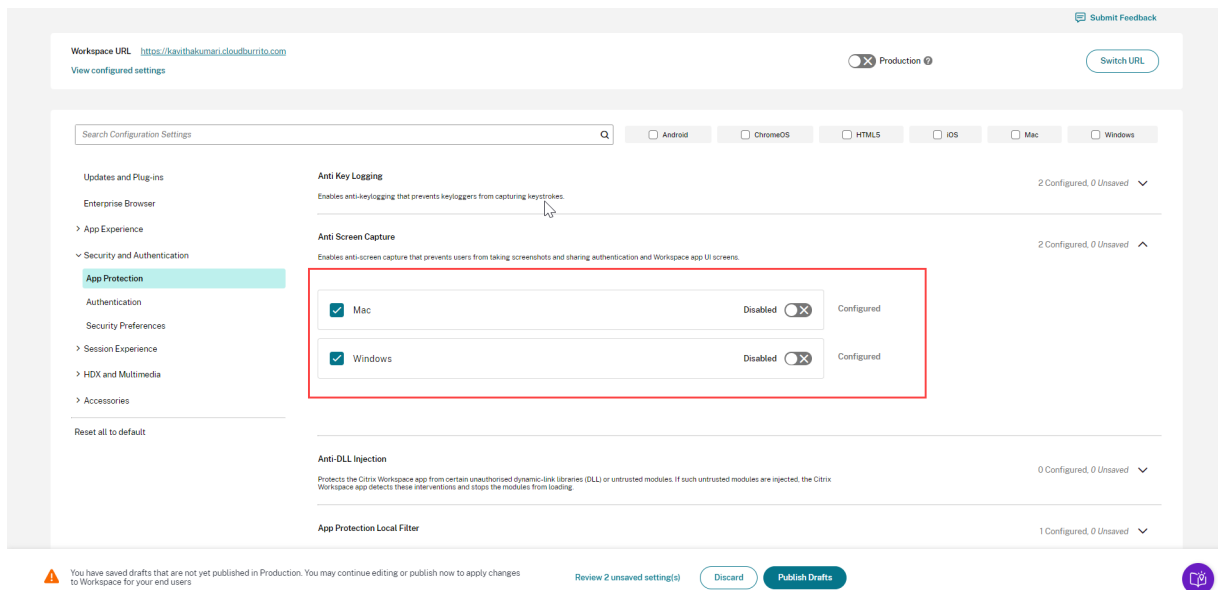 Submit Feedback
Workspace URL https://kavithakumari.cloudburrito.com
View configured settings
Production
Switch URL
Search Configuration Settings
Android
ChromeOS
HTML5
iOS
Mac
Windows
Updates and Plug-ins
Enterprise Browser
App Experience
Security and Authentication
App Protection
Authentication
Security Preferences
Session Experience
HDX and Multimedia
Accessories
Reset all to default
Anti Key Logging
2 Configured, 0 Unsaved
Enables anti-keylogging that prevents keyloggers from capturing keystrokes.
Anti Screen Capture
2 Configured, 0 Unsaved
Enables anti-screen capture that prevents users from taking screenshots and sharing authentication and Workspace app UI screens.
Mac Disabled Configured
Windows Disabled Configured
Anti-DLL Injection
0 Configured, 0 Unsaved
Protects the Citrix Workspace app from certain unauthorised dynamic-link libraries (DLL) or untrusted modules. If such untrusted modules are injected, the Citrix
Workspace app detects these interventions and stops the modules from loading.
App Protection Local Filter
1 Configured, 0 Unsaved
You have saved drafts that are not yet published in Production. You may continue editing or publish now to apply changes
to Workspace for your end users
Review 2 unsaved setting(s)
Discard
Publish Drafts